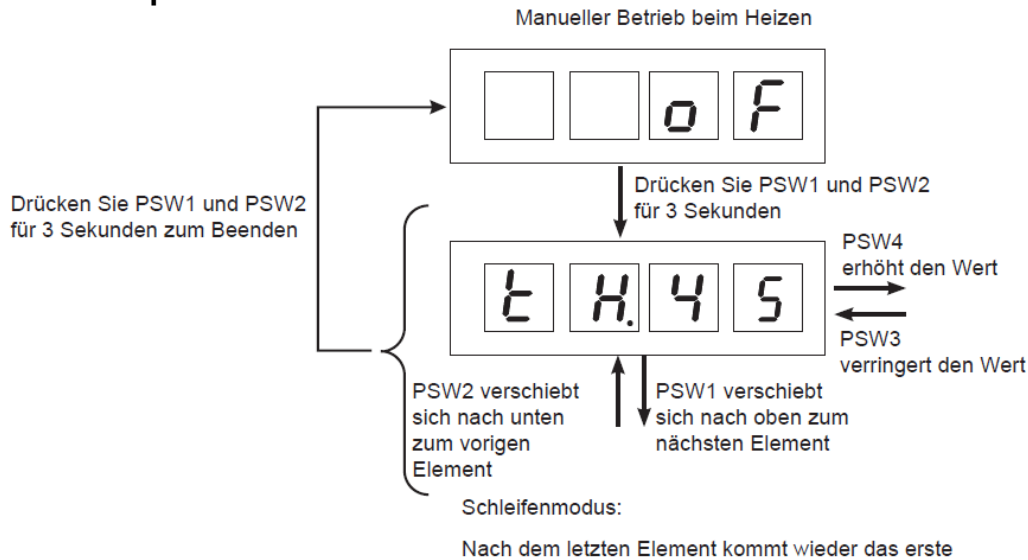 Manueller Betrieb beim Heizen
o F
Drücken Sie PSW1 und PSW2
für 3 Sekunden
Drücken Sie PSW1 und PSW2
für 3 Sekunden zum Beenden
t H. 4 5
PSW4
erhöht den Wert
PSW3
verringert den Wert
PSW2 verschiebt
sich nach unten
zum vorigen
Element
PSW1 verschiebt
sich nach oben zum
nächsten Element
Schleifenmodus:
Nach dem letzten Element kommt wieder das erste